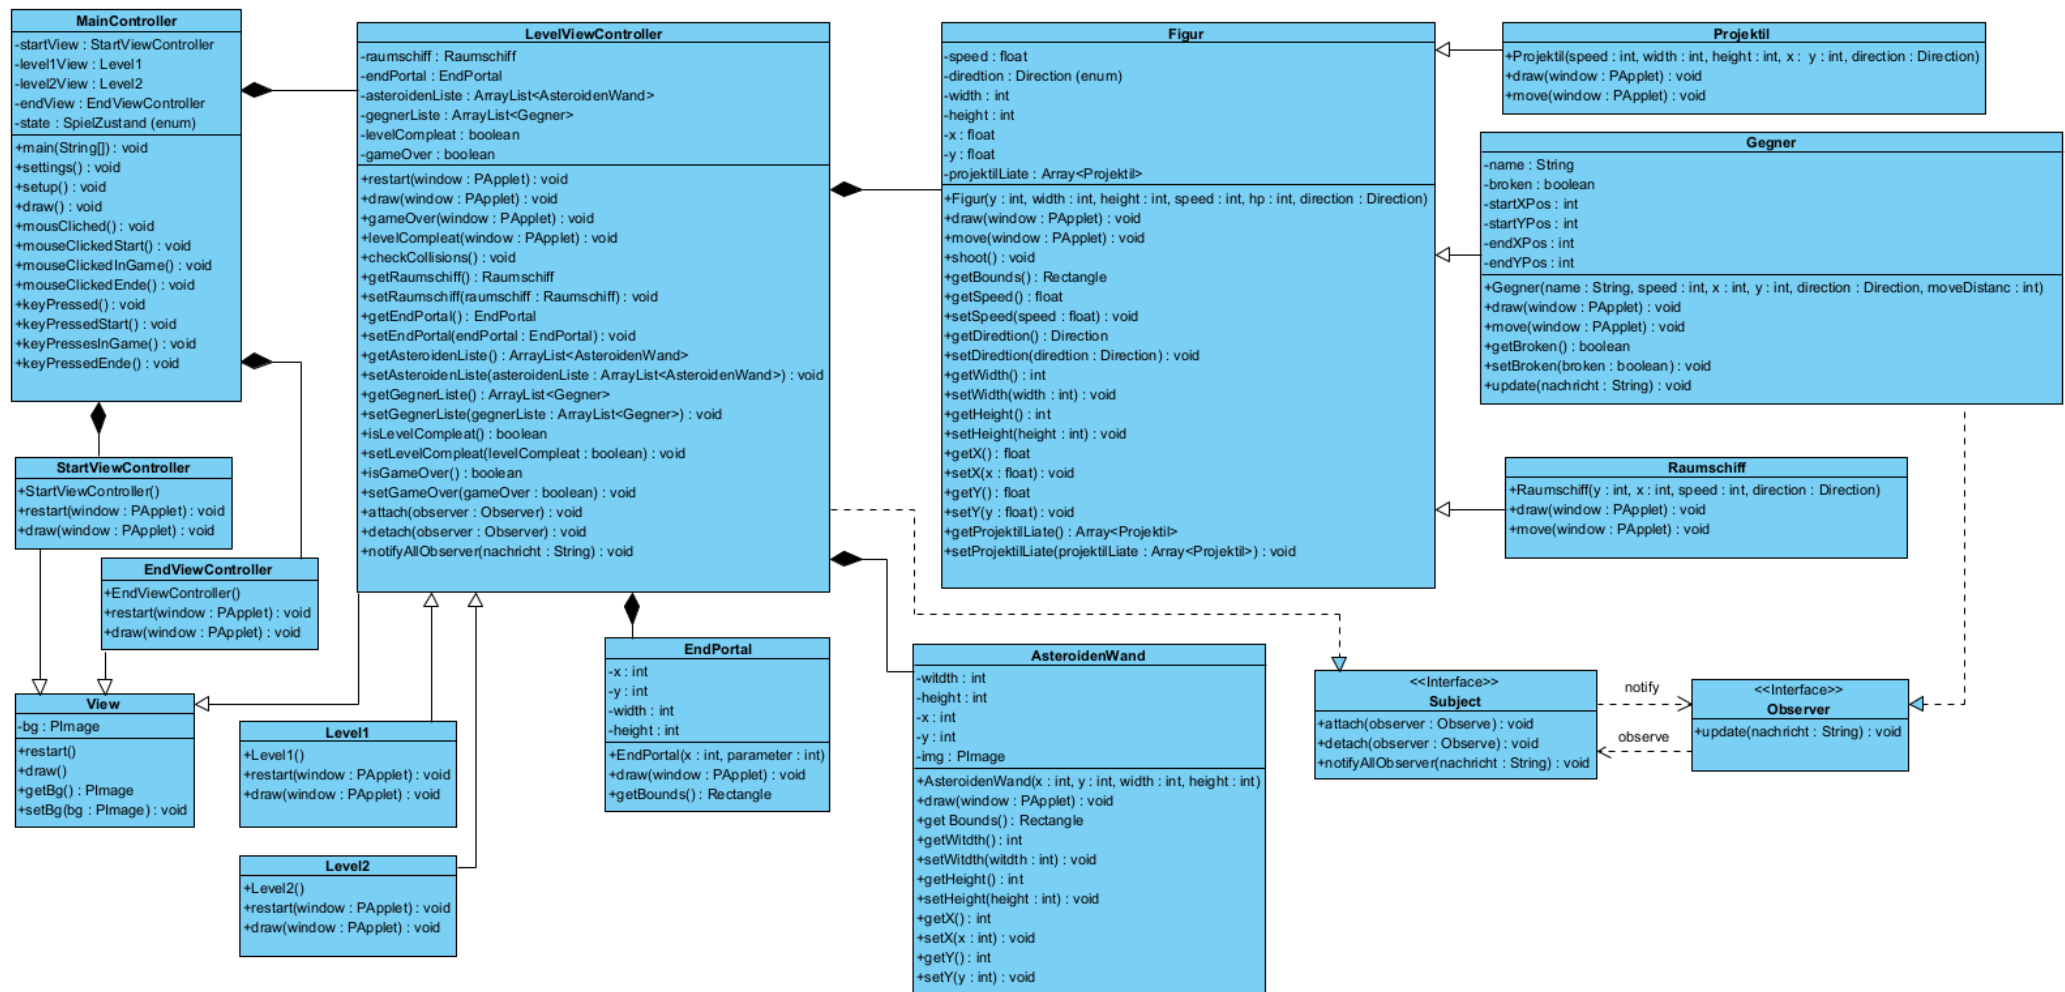 MainController
-startView : StartViewController
-level1View : Level1
-level2View : Level2
-endView : EndViewController
-state : SpielZustand (enum)
+main(String[]) : void
+settings() : void
+setup() : void
+draw() : void
+mousCliched() : void
+mouseClickedStart() : void
+mouseClickedInGame() : void
+mouseClickedEnde() : void
+keyPressed() : void
+keyPressedStart() : void
+keyPressesInGame() : void
+keyPressedEnde() : void
StartViewController
+StartViewController()
+restart(window : PApplet) : void
+draw(window : PApplet) : void
EndViewController
+EndViewController()
+restart(window : PApplet) : void
+draw(window : PApplet) : void
View
-bg : PImage
+restart()
+draw()
+getBg() : PImage
+setBg(bg : PImage) : void
LevelViewController
-raumschiff : Raumschiff
-endPortal : EndPortal
-asteroidenListe : ArrayList<AsteroidenWand>
-gegnerListe : ArrayList<Gegner>
-levelCompleat : boolean
-gameOver : boolean
+restart(window : PApplet) : void
+draw(window : PApplet) : void
+gameOver(window : PApplet) : void
+levelCompleat(window : PApplet) : void
+checkCollisions() : void
+getRaumschiff() : Raumschiff
+setRaumschiff(raumschiff : Raumschiff) : void
+getEndPortal() : EndPortal
+setEndPortal(endPortal : EndPortal) : void
+getAsteroidenListe() : ArrayList<AsteroidenWand>
+setAsteroidenListe(asteroidenListe : ArrayList<AsteroidenWand>) : void
+getGegnerListe() : ArrayList<Gegner>
+setGegnerListe(gegnerListe : ArrayList<Gegner>) : void
+isLevelCompleat() : boolean
+setLevelCompleat(levelCompleat : boolean) : void
+isGameOver() : boolean
+setGameOver(gameOver : boolean) : void
+attach(observer : Observer) : void
+detach(observer : Observer) : void
+notifyAllObserver(nachricht : String) : void
Level1
+Level1()
+restart(window : PApplet) : void
+draw(window : PApplet) : void
Level2
+Level2()
+restart(window : PApplet) : void
+draw(window : PApplet) : void
EndPortal
-x : int
-y : int
-width : int
-height : int
+EndPortal(x : int, parameter : int)
+draw(window : PApplet) : void
+getBounds() : Rectangle
Figur
-speed : float
-diredtion : Direction (enum)
-width : int
-height : int
-x : float
-y : float
-projektilLiate : Array<Projektil>
+Figur(y : int, width : int, height : int, speed : int, hp : int, direction : Direction)
+draw(window : PApplet) : void
+move(window : PApplet) : void
+shoot() : void
+getBounds() : Rectangle
+getSpeed() : float
+setSpeed(speed : float) : void
+getDiredtion() : Direction
+setDiredtion(diredtion : Direction) : void
+getWidth() : int
+setWidth(width : int) : void
+getHeight() : int
+setHeight(height : int) : void
+getX() : float
+setX(x : float) : void
+getY() : float
+setY(y : float) : void
+getProjektilLiate() : Array<Projektil>
+setProjektilLiate(projektilLiate : Array<Projektil>) : void
AsteroidenWand
-witdth : int
-height : int
-x : int
-y : int
-img : PImage
+AsteroidenWand(x : int, y : int, width : int, height : int)
+draw(window : PApplet) : void
+get Bounds() : Rectangle
+getWitdth() : int
+setWitdth(witdth : int) : void
+getHeight() : int
+setHeight(height : int) : void
+getX() : int
+setX(x : int) : void
+getY() : int
+setY(y : int) : void
Projektil
+Projektil(speed : int, width : int, height : int, x : y : int, direction : Direction)
+draw(window : PApplet) : void
+move(window : PApplet) : void
Gegner
-name : String
-broken : boolean
-startXPos : int
-startYPos : int
-endXPos : int
-endYPos : int
+Gegner(name : String, speed : int, x : int, y : int, direction : Direction, moveDistanc : int)
+draw(window : PApplet) : void
+move(window : PApplet) : void
+getBroken() : boolean
+setBroken(broken : boolean) : void
+update(nachricht : String) : void
Raumschiff
+Raumschiff(y : int, x : int, speed : int, direction : Direction)
+draw(window : PApplet) : void
+move(window : PApplet) : void
<<Interface>>
Subject
+attach(observer : Observe) : void
+detach(observer : Observe) : void
+notifyAllObserver(nachricht : String) : void
notify
observe
<<Interface>>
Observer
+update(nachricht : String) : void